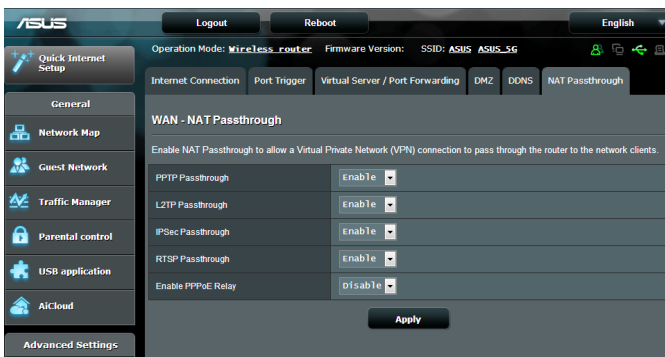 ASUS
Logout
Reboot
English
Quick Internet Setup
Operation Mode: Wireless router Firmware Version: SSID: ASUS ASUS_5G
Internet Connection
Port Trigger
Virtual Server / Port Forwarding
DMZ
DDNS
NAT Passthrough
General
Network Map
Guest Network
Traffic Manager
Parental control
USB application
AiCloud
Advanced Settings
WAN - NAT Passthrough
Enable NAT Passthrough to allow a Virtual Private Network (VPN) connection to pass through the router to the network clients.
PPTP Passthrough Enable
L2TP Passthrough Enable
IPSec Passthrough Enable
RTSP Passthrough Enable
Enable PPPoE Relay Disable
Apply